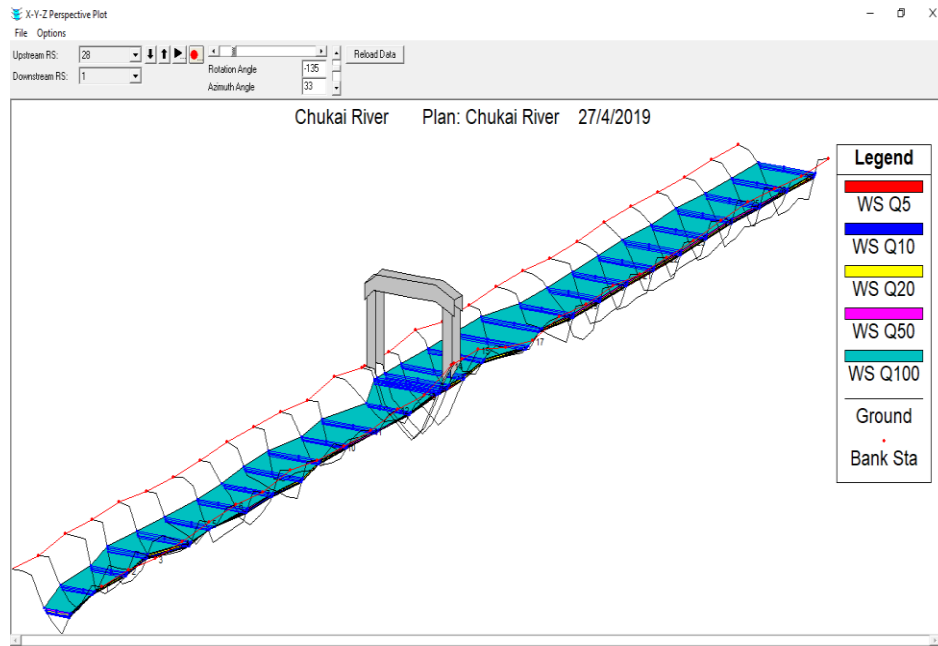 X-Y-Z Perspective Plot
File Options
Upstream RS: 28
Reload Data
Downstream RS: 1
Rotation Angle -135
Azimuth Angle 33
Chukai River Plan: Chukai River 27/4/2019
Legend
WS Q5
WS Q10
WS Q20
WS Q50
WS Q100
Ground
Bank Sta
17
10
3